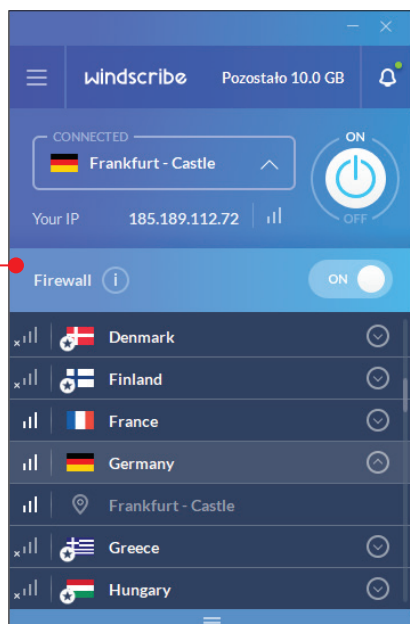 windscribe Pozostało 10.0 GB
CONNECTED
Frankfurt - Castle
ON
OFF
Your IP 185.189.112.72
Firewall i ON
Denmark
Finland
France
Germany
Frankfurt - Castle
Greece
Hungary